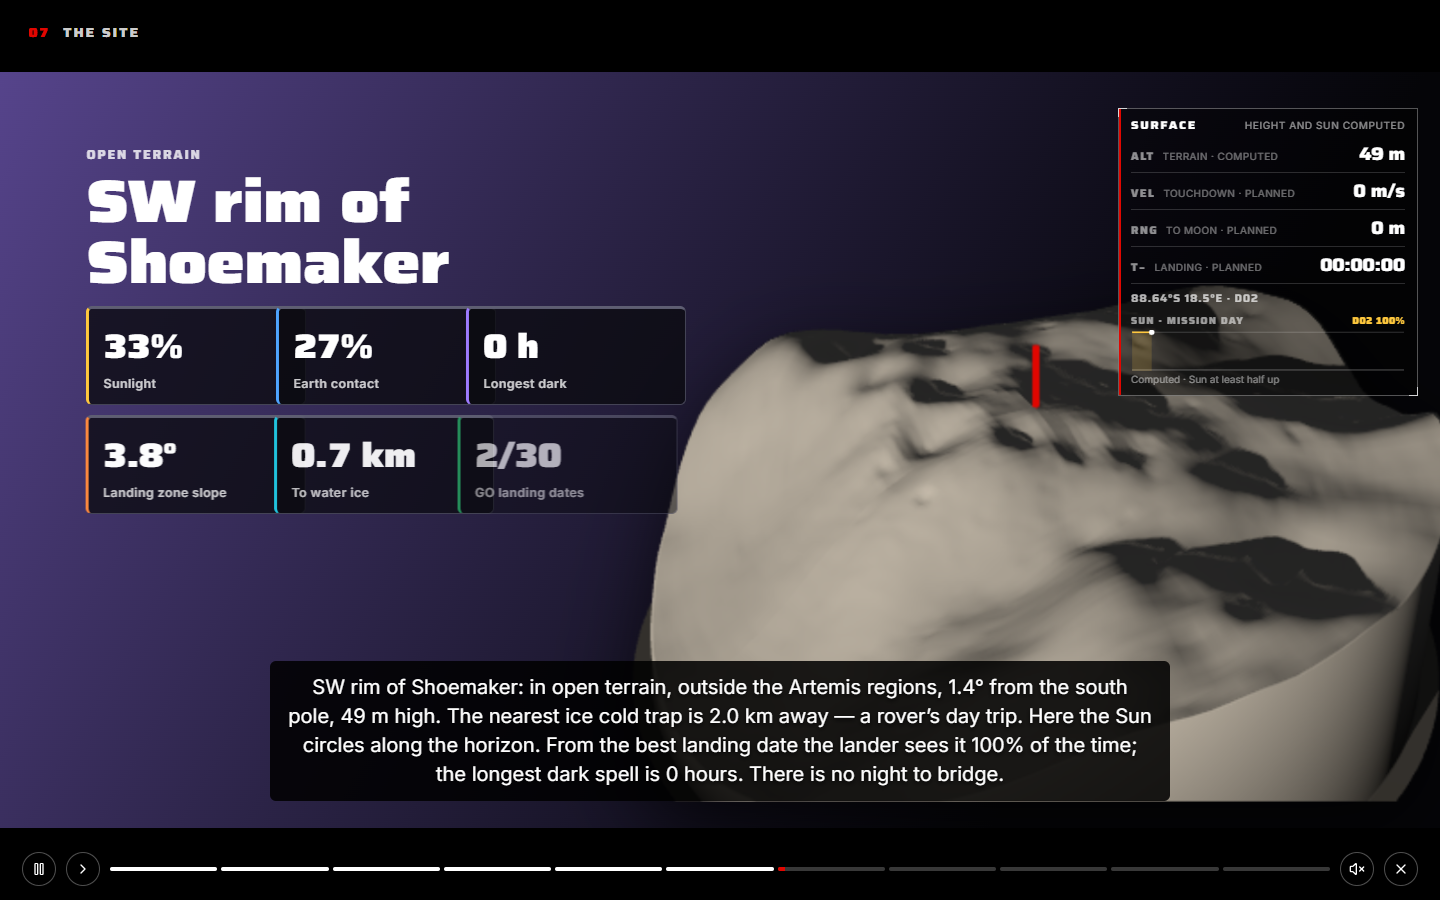 07 THE SITE
OPEN TERRAIN
SW rim of
Shoemaker
33%
Sunlight
27%
Earth contact
0 h
Longest dark
3.8°
Landing zone slope
0.7 km
To water ice
2/30
GO landing dates
SURFACE HEIGHT AND SUN COMPUTED
ALT TERRAIN · COMPUTED 49 m
VEL TOUCHDOWN · PLANNED 0 m/s
RNG TO MOON · PLANNED 0 m
T- LANDING · PLANNED 00:00:00
88.64°S 18.5°E · D02
SUN · MISSION DAY D02 100%
Computed · Sun at least half up
SW rim of Shoemaker: in open terrain, outside the Artemis regions, 1.4° from the south
pole, 49 m high. The nearest ice cold trap is 2.0 km away — a rover’s day trip. Here the Sun
circles along the horizon. From the best landing date the lander sees it 100% of the time;
the longest dark spell is 0 hours. There is no night to bridge.